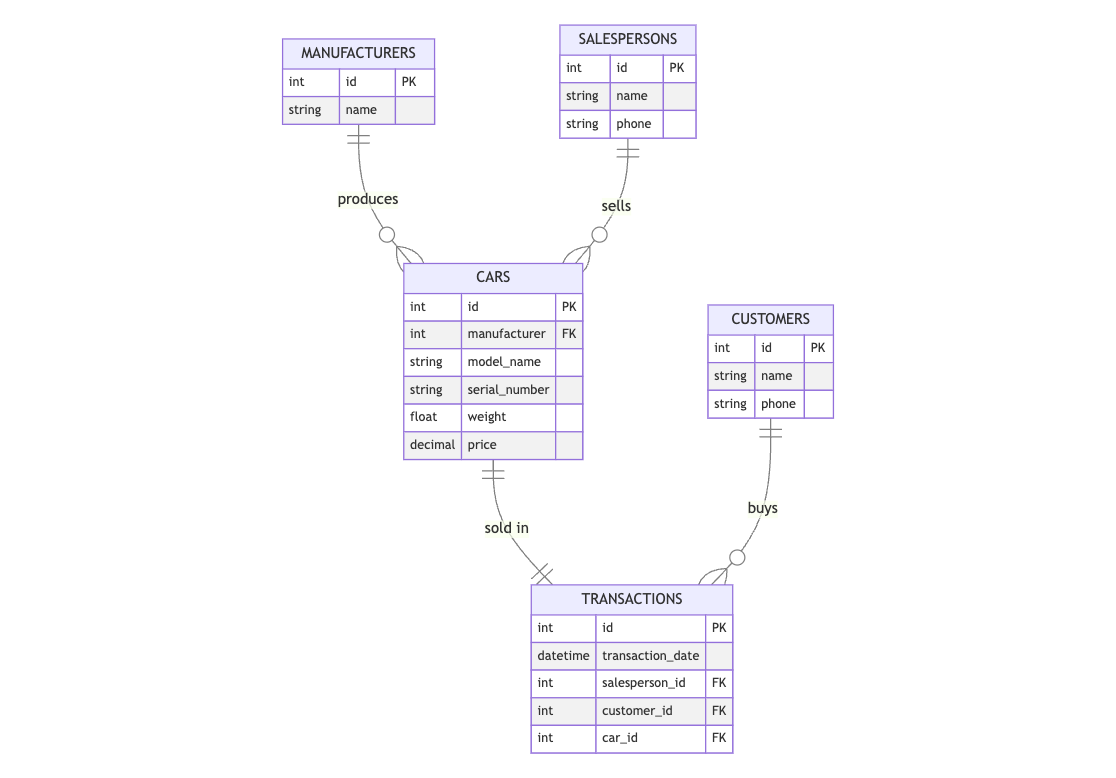 MANUFACTURERS
int id PK
string name
SALESPERSONS
int id PK
string name
string phone
produces
sells
CARS
int id PK
int manufacturer FK
string model_name
string serial_number
float weight
decimal price
CUSTOMERS
int id PK
string name
string phone
sold in
buys
TRANSACTIONS
int id PK
datetime transaction_date
int salesperson_id FK
int customer_id FK
int car_id FK